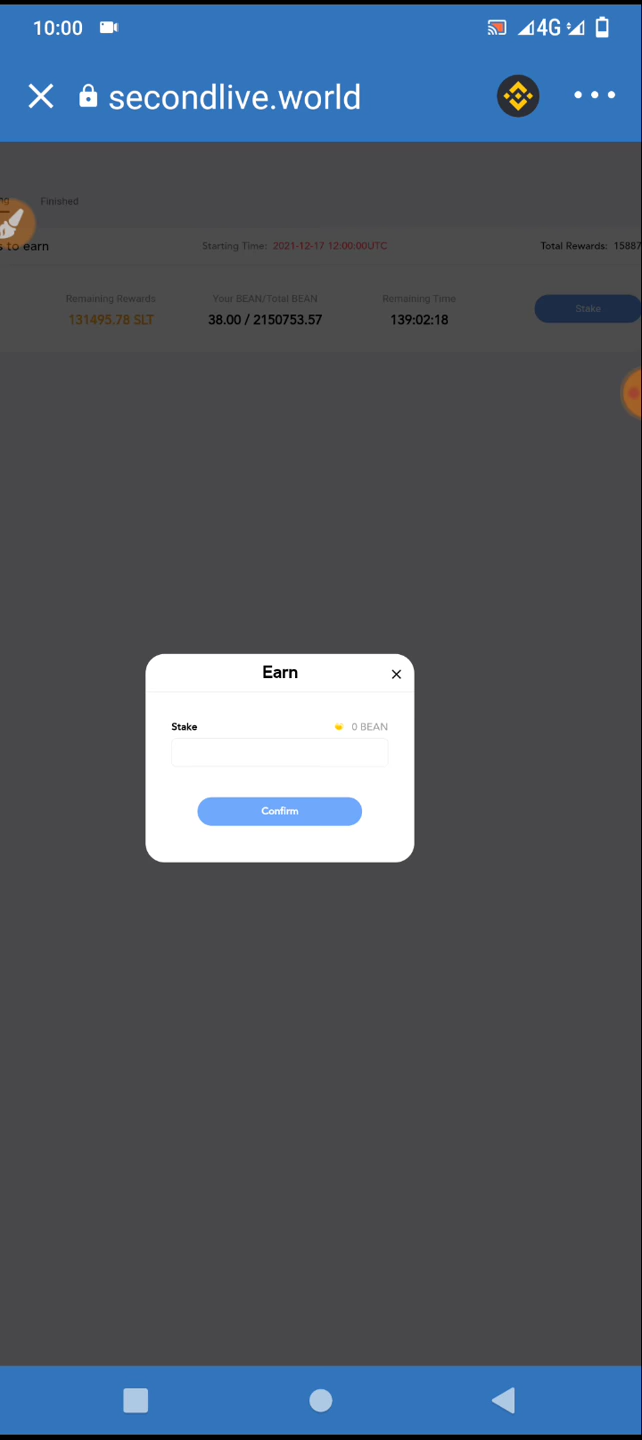 10:00
4G
secondlive.world
Finished
s to earn
Starting Time: 2021-12-17 12:00:00UTC
Total Rewards: 15887
Remaining Rewards
Your BEAN/Total BEAN
Remaining Time
131495.78 SLT
38.00 / 2150753.57
139:02:18
Stake
Earn
Stake
0 BEAN
Confirm